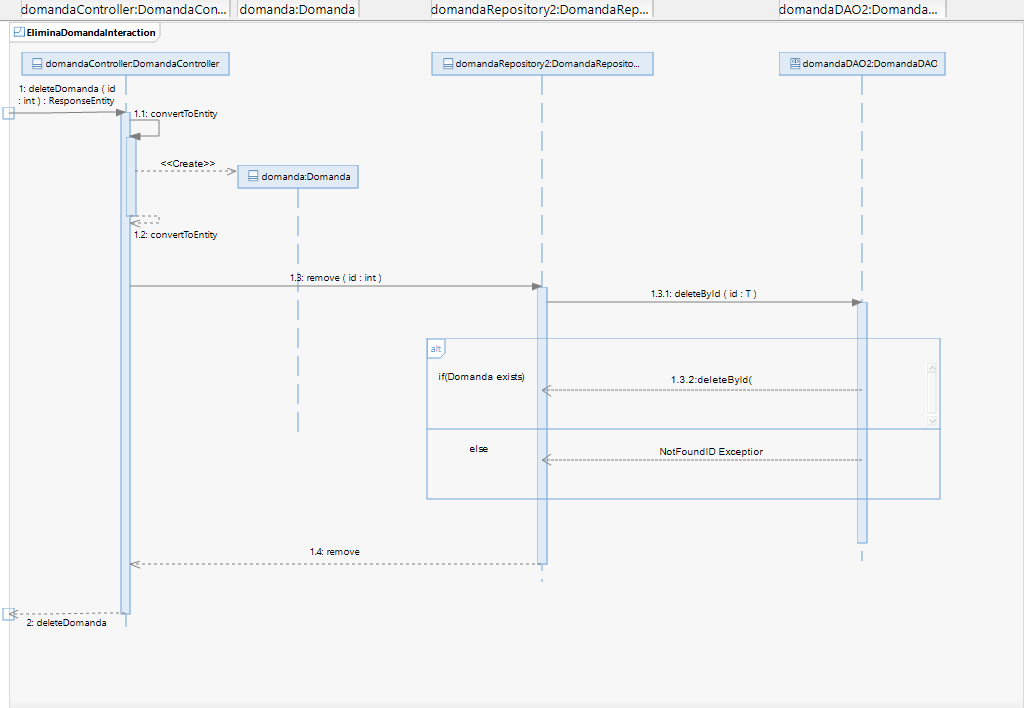 domandaController:DomandaCon...
domanda:Domanda
domandaRepository2:DomandaRep...
domandaDAO2:Domanda...
EliminaDomandaInteraction
domandaController:DomandaController
domandaRepository2:DomandaReposito...
domandaDAO2:DomandaDAO
1: deleteDomanda ( id
: int ) : ResponseEntity
1.1: convertToEntity
<<Create>>
domanda:Domanda
1.2: convertToEntity
1.3: remove ( id : int )
1.3.1: deleteById ( id : T )
alt
if(Domanda exists)
1.3.2:deleteById(
else
NotFoundID Exceptior
1.4: remove
2: deleteDomanda